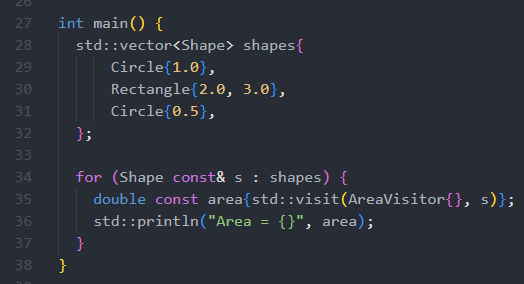 27 int main() {
28 std::vector<Shape> shapes{
29 Circle{1.0},
30 Rectangle{2.0, 3.0},
31 Circle{0.5},
32 };
33
34 for (Shape const& s : shapes) {
35 double const area{std::visit(AreaVisitor{}, s)};
36 std::println("Area = {}", area);
37 }
38 }